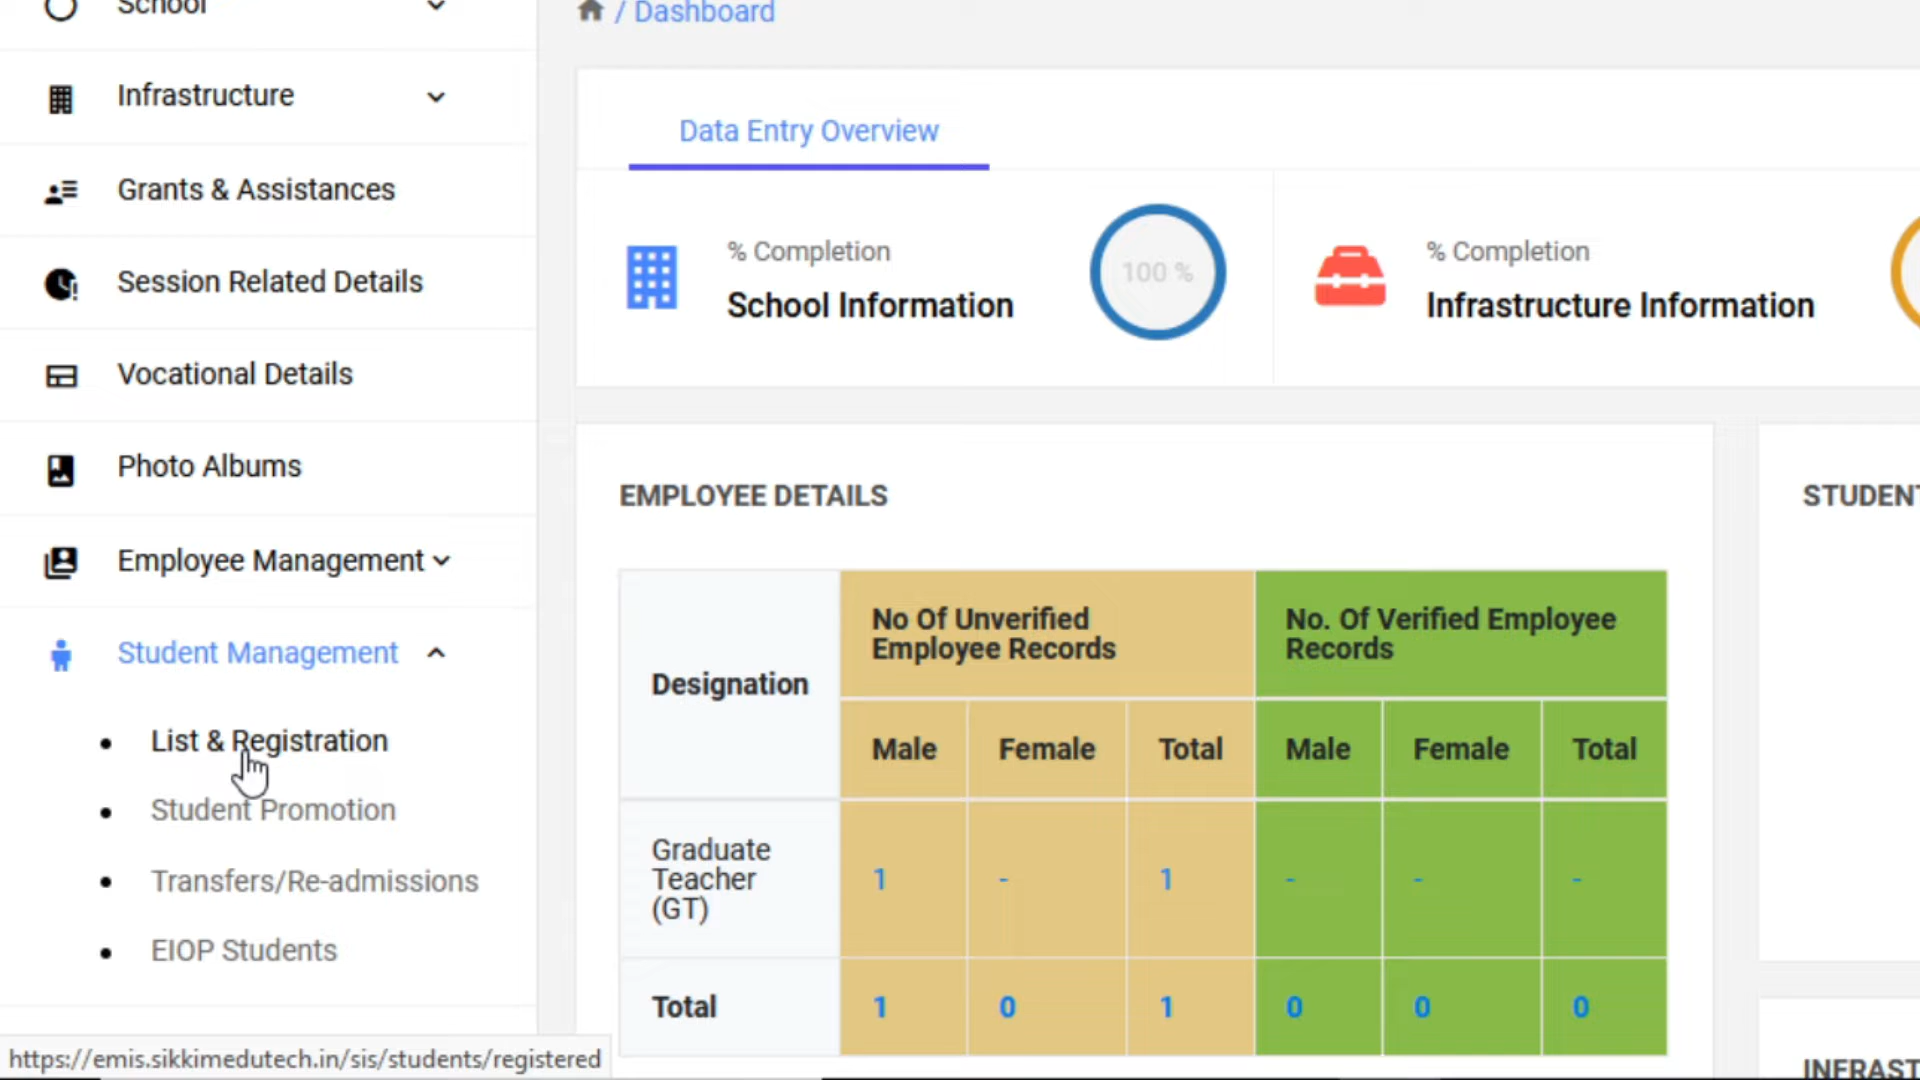 School
/ Dashboard
Infrastructure
Grants & Assistances
Session Related Details
Vocational Details
Photo Albums
Employee Management
Student Management
List & Registration
Student Promotion
Transfers/Re-admissions
EIOP Students
https://emis.sikkimedutech.in/sis/students/registered
Data Entry Overview
% Completion
School Information
100 %
% Completion
Infrastructure Information
EMPLOYEE DETAILS
Designation
No Of Unverified
Employee Records
No. Of Verified Employee
Records
Male Female Total Male Female Total
Graduate
Teacher
(GT)
1 - 1 - - -
Total 1 0 1 0 0 0
STUDENT
INFRAST